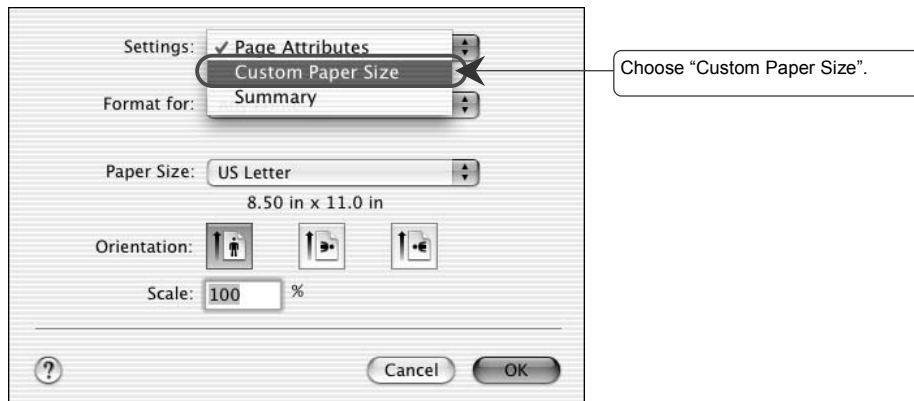 Settings: ✓ Page Attributes
Custom Paper Size
Choose “Custom Paper Size”.
Summary
Format for:
Paper Size: US Letter
8.50 in x 11.0 in
Orientation:
Scale: 100 %
? Cancel OK